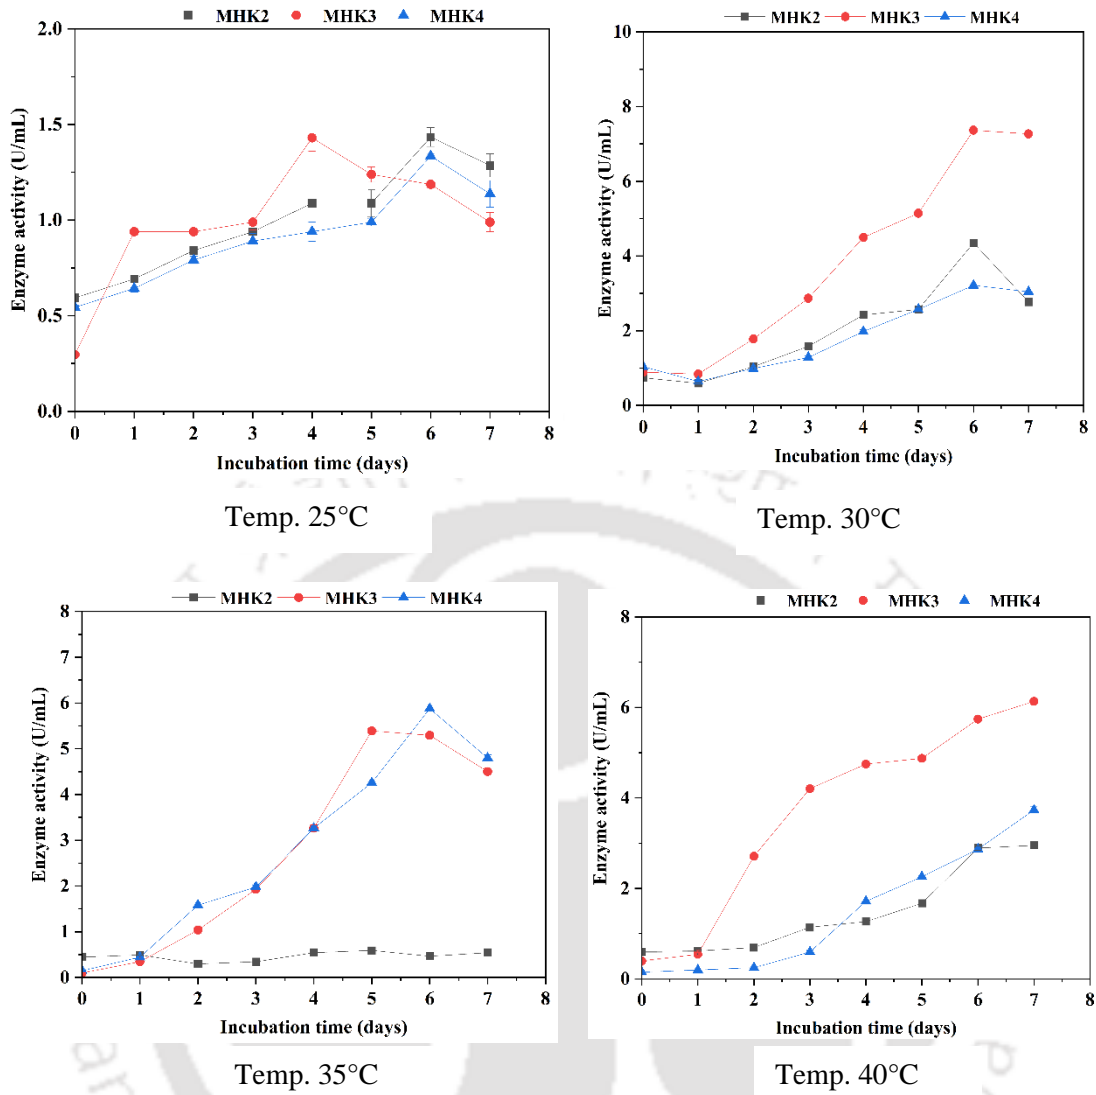 MHK2 MHK3 MHK4
2.0
1.5
1.0
0.5
0.0
Enzyme activity (U/mL)
0 1 2 3 4 5 6 7 8
Incubation time (days)
Temp. 25°C
MHK2 MHK3 MHK4
10
8
6
4
2
0
Enzyme activity (U/mL)
0 1 2 3 4 5 6 7 8
Incubation time (days)
Temp. 30°C
MHK2 MHK3 MHK4
8
7
6
5
4
3
2
1
0
Enzyme activity (U/mL)
0 1 2 3 4 5 6 7 8
Incubation time (days)
Temp. 35°C
MHK2 MHK3 MHK4
8
6
4
2
0
Enzyme activity (U/mL)
0 1 2 3 4 5 6 7 8
Incubation time (days)
Temp. 40°C